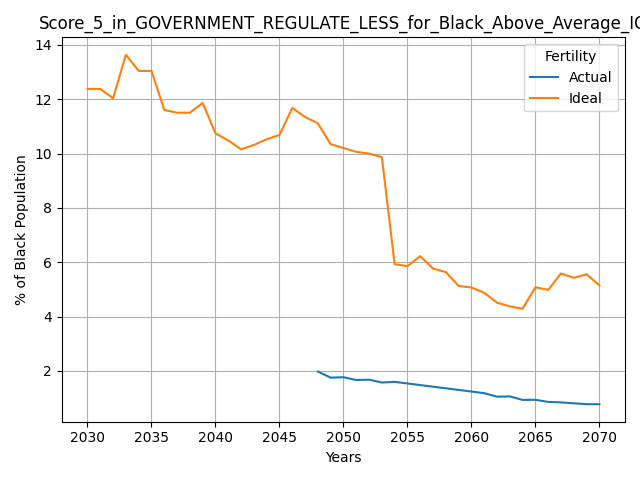 Score_5_in_GOVERNMENT_REGULATE_LESS_for_Black_Above_Average_IQ
Fertility
Actual
Ideal
% of Black Population
14
12
10
8
6
4
2
2030 2035 2040 2045 2050 2055 2060 2065 2070
Years